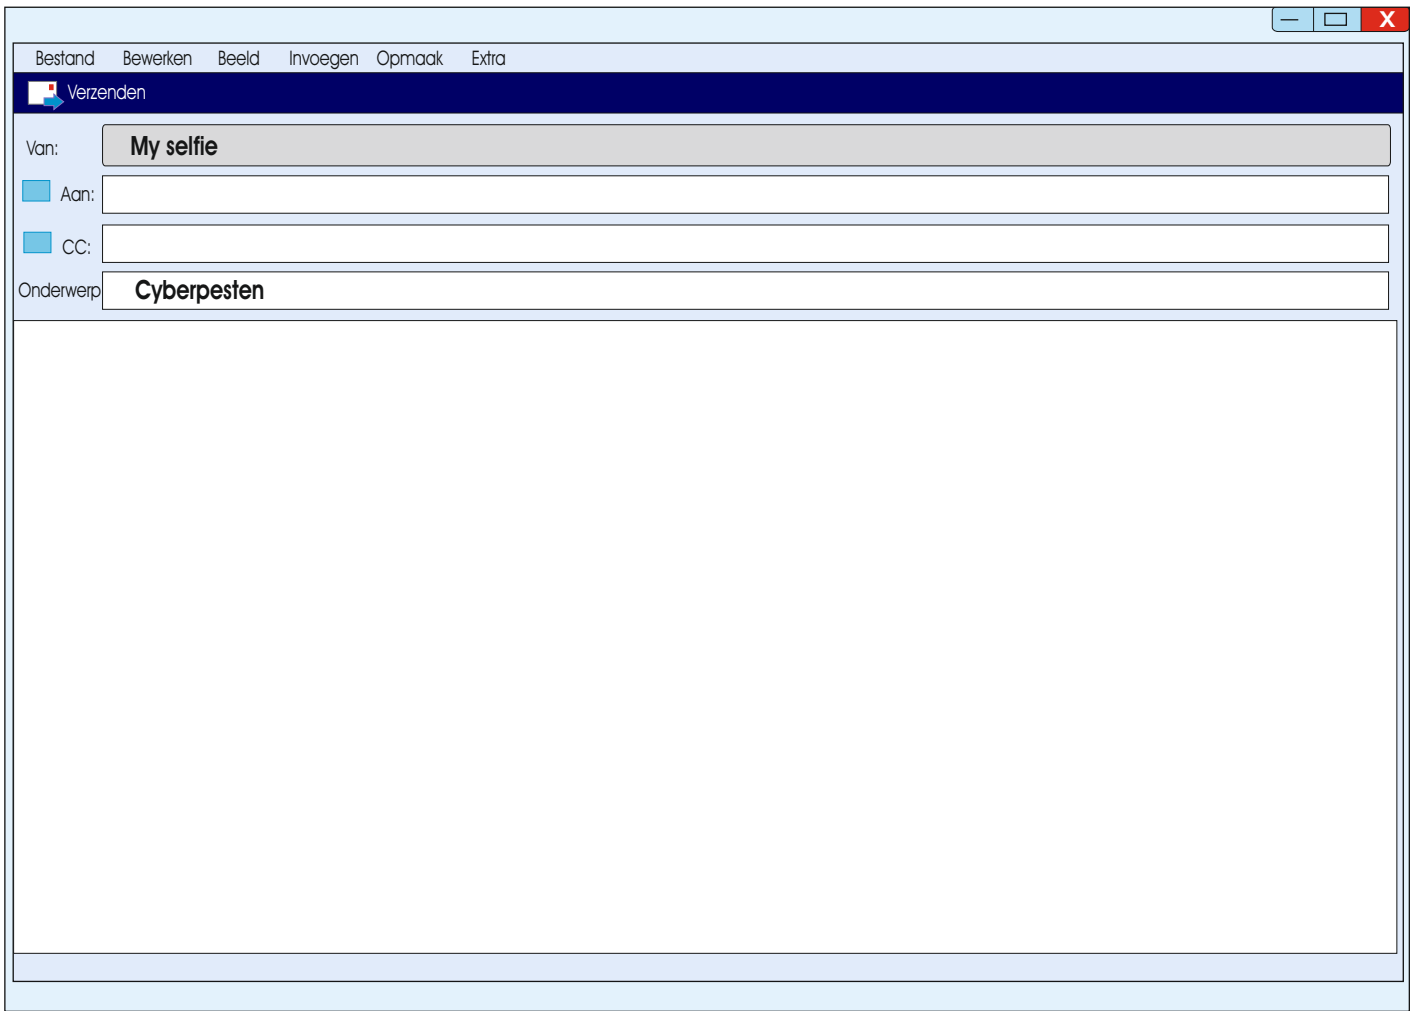 X
Bestand Bewerken Beeld Invoegen Opmaak Extra
Verzenden
Van: My selfie
Aan:
CC:
Onderwerp Cyberpesten